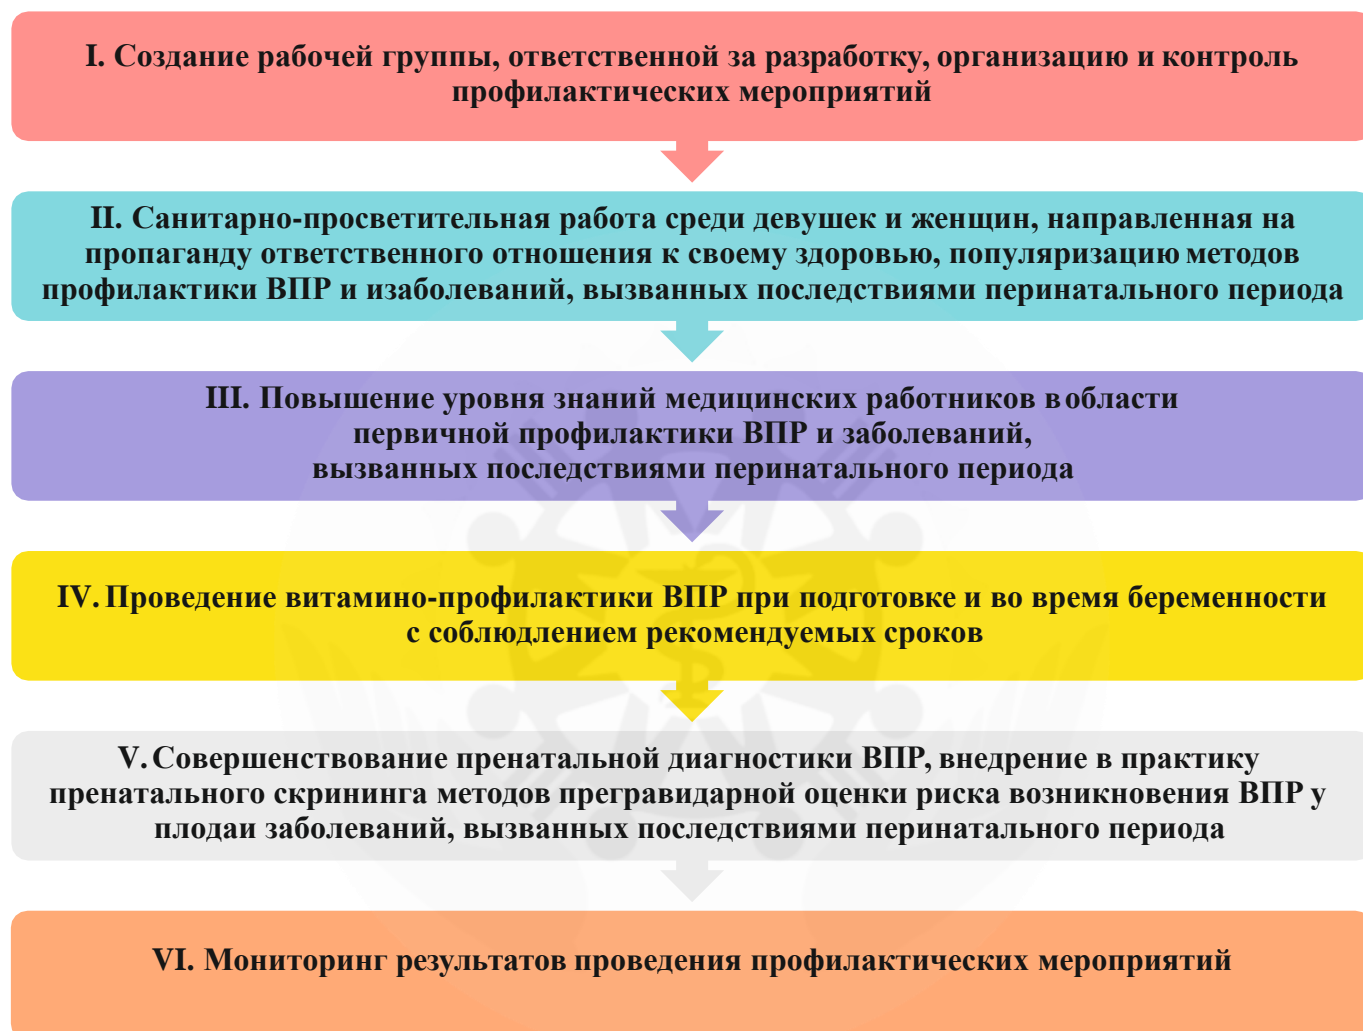 I. Создание рабочей группы, ответственной за разработку, организацию и контроль
профилактических мероприятий
II. Санитарно-просветительная работа среди девушек и женщин, направленная на
пропаганду ответственного отношения к своему здоровью, популяризацию методов
профилактики ВПР и изаболеваний, вызванных последствиями перинатального периода
III. Повышение уровня знаний медицинских работников в области
первичной профилактики ВПР и заболеваний,
вызванных последствиями перинатального периода
IV. Проведение витамино-профилактики ВПР при подготовке и во время беременности
с соблюдлением рекомендуемых сроков
V. Совершенствование пренатальной диагностики ВПР, внедрение в практику
пренатального скрининга методов прегравидарной оценки риска возникновения ВПР у
плодаи заболеваний, вызванных последствиями перинатального периода
VI. Мониторинг результатов проведения профилактических мероприятий